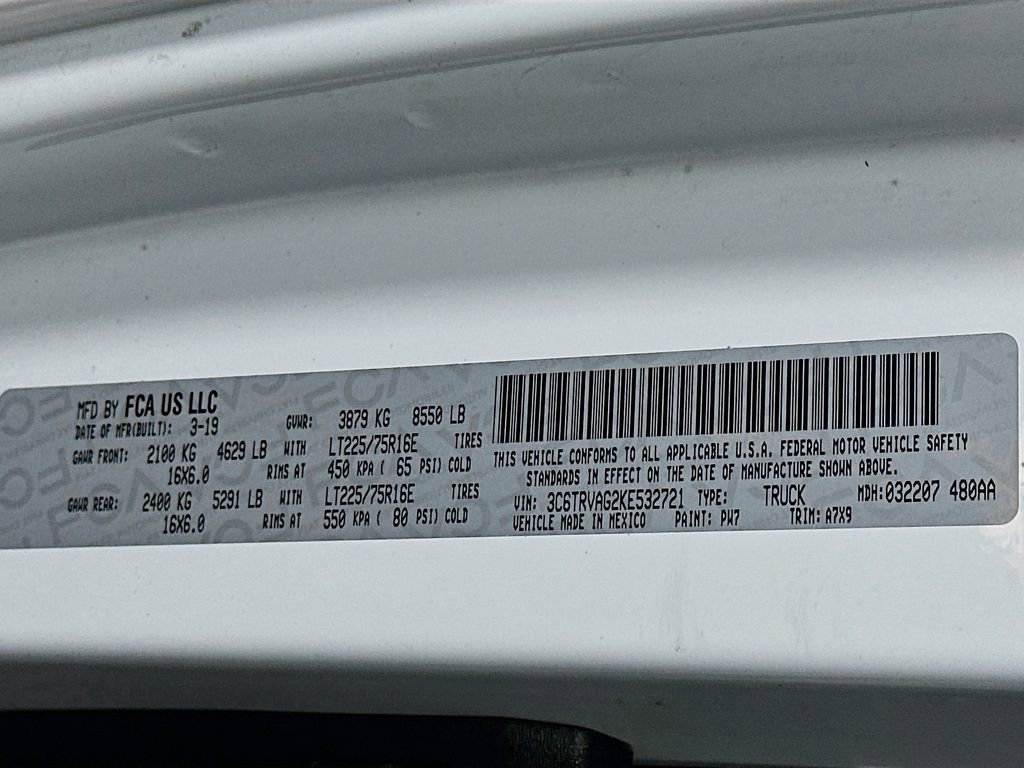 MFD BY FCA US LLC
DATE OF MFR(BUILT): 3-19 GVWR: 3879 KG 8550 LB
GAWR FRONT: 2100 KG 4629 LB WITH LT225/75R16E TIRES
16X6.0 RIMS AT 450 KPA ( 65 PSI) COLD
GAWR REAR: 2400 KG 5291 LB WITH LT225/75R16E TIRES
16X6.0 RIMS AT 550 KPA ( 80 PSI) COLD
THIS VEHICLE CONFORMS TO ALL APPLICABLE U.S.A. FEDERAL MOTOR VEHICLE SAFETY
STANDARDS IN EFFECT ON THE DATE OF MANUFACTURE SHOWN ABOVE.
VIN: 3C6TRVAG2KE532721 TYPE: TRUCK MDH:032207 480AA
VEHICLE MADE IN MEXICO PAINT: PW7 TRIM: A7X9